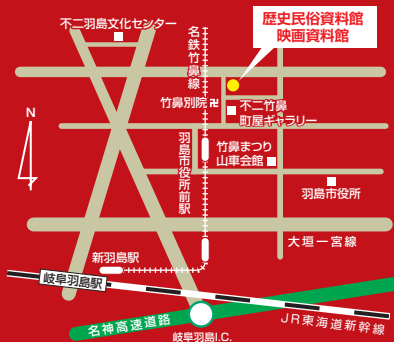 不二羽島文化センター
名鉄竹鼻線
歴史民俗資料館
映画資料館
竹鼻別院卍
不二竹鼻
町屋ギャラリー
N
羽島市役所前駅
竹鼻まつり
山車会館
羽島市役所
大垣一宮線
新羽島駅
岐阜羽島駅
名神高速道路
JR東海道新幹線
岐阜羽島I.C.